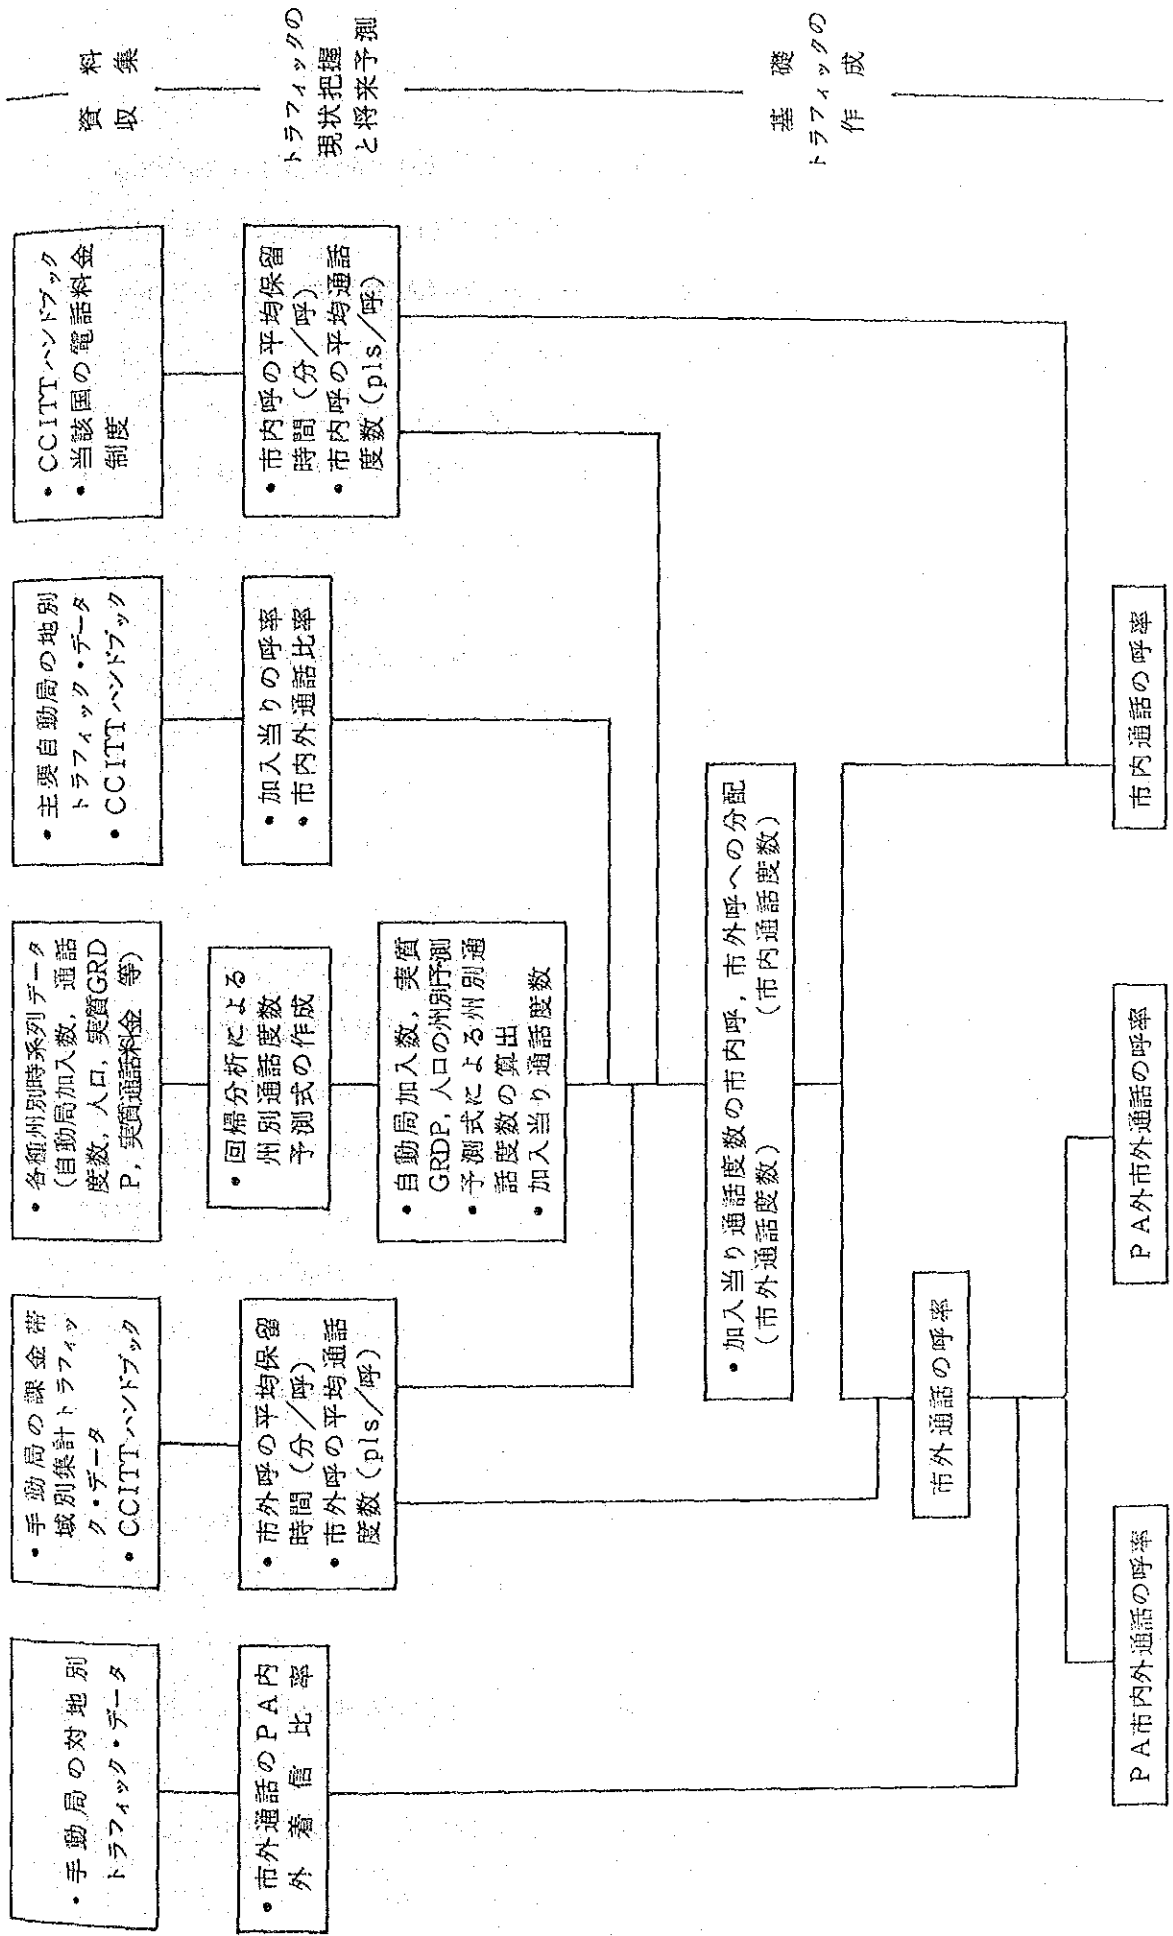 ・手動局の対地別
トラフィック・データ
・手動局の課金帯
域別集計トラフィッ
ク・データ
・CCITTハンドブック
・各種州別時系列データ
(自動局加入数, 通話
度数, 人口, 実質GRD
P, 実質通話料金 等)
・主要自動局の地別
トラフィック・データ
・CCITTハンドブック
・CCITTハンドブック
・当該国の電話料金
制度
資料
収集
・市外通話のPA内
外着信比率
・市外呼の平均保留
時間(分/呼)
・市外呼の平均通話
度数(pls/呼)
・回帰分析による
州別通話度数
予測式の作成
・自動局加入数, 実質
GRDP, 人口の州別予測
・予測式による州別通
話度数の算出
・加入当り通話度数
・加入当りの呼率
・市内外通話比率
・市内呼の平均保留
時間(分/呼)
・市内呼の平均通話
度数(pls/呼)
トラフィックの
現状把握
と将来予測
・加入当り通話度数の市内呼, 市外呼への分配
(市外通話度数) (市内通話度数)
市外通話の呼率
PA市内外通話の呼率
PA外市外通話の呼率
市内通話の呼率
基礎
トラフィックの
作成